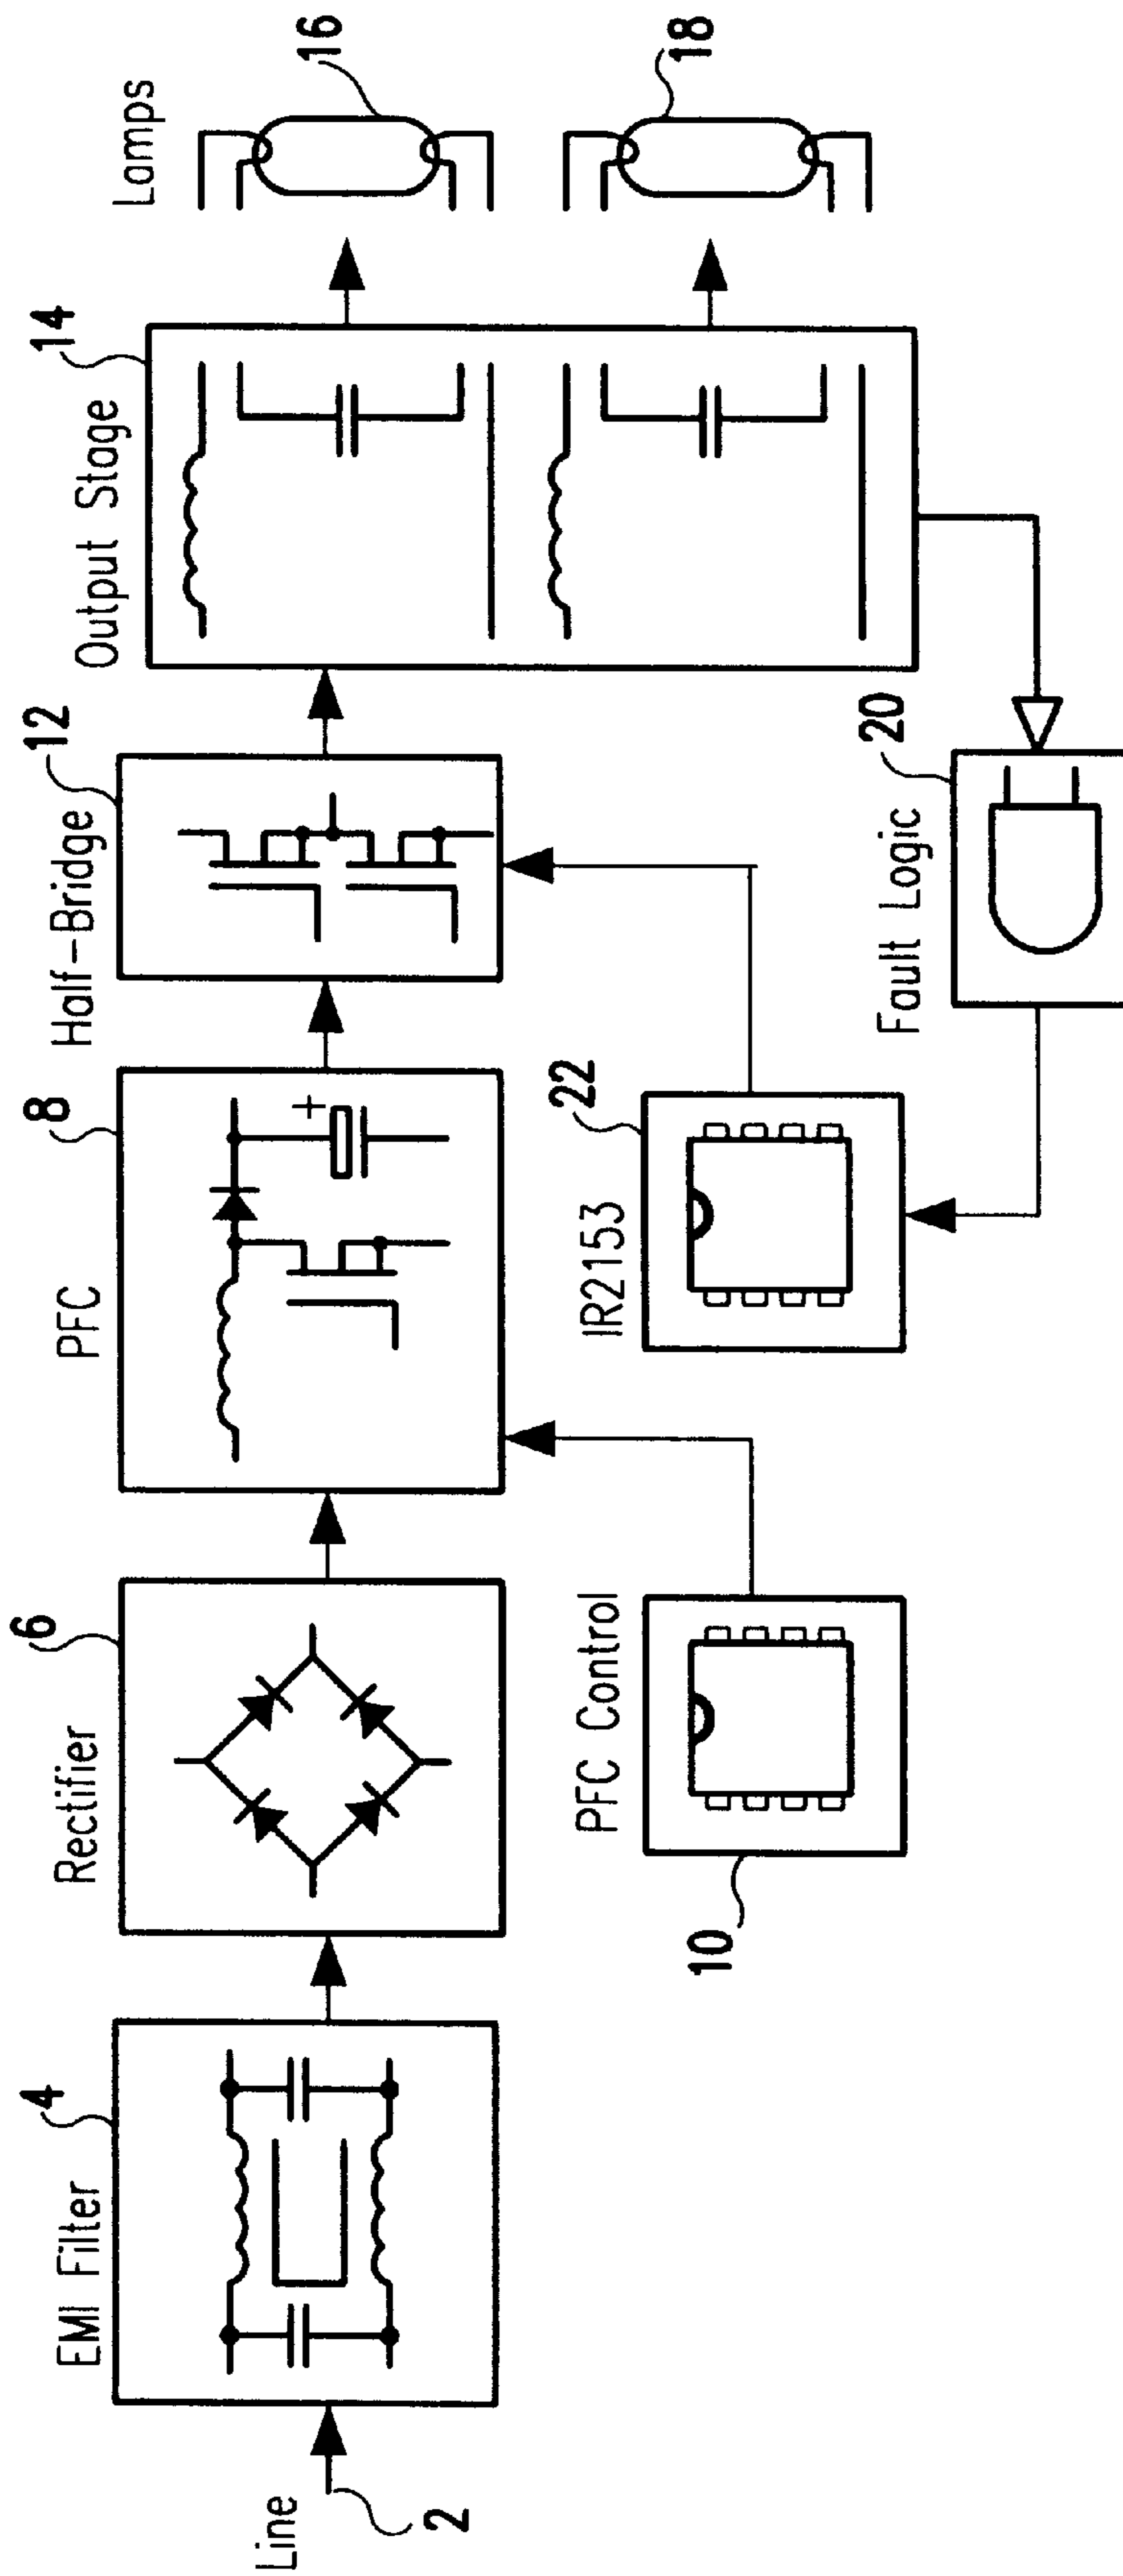 Line
2
EMI Filter
4
Rectifier
6
PFC
8
Half-Bridge
12
Output Stage
14
Lamps
16
18
+
PFC Control
10
IR2153
22
Fault Logic
20